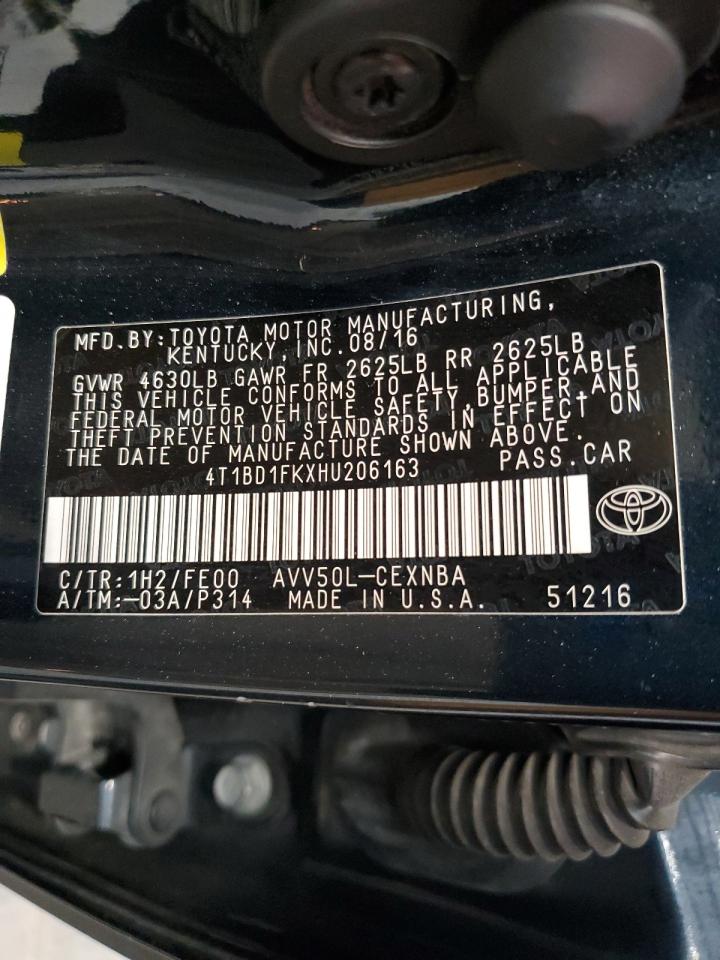 MFD.BY:TOYOTA MOTOR MANUFACTURING,
KENTUCKY,INC.08/16
GVWR 4630LB GAWR FR 2625LB RR 2625LB
THIS VEHICLE CONFORMS TO ALL APPLICABLE
FEDERAL MOTOR VEHICLE SAFETY,BUMPER,AND
THEFT PREVENTION STANDARDS IN EFFECT ON
THE DATE OF MANUFACTURE SHOWN ABOVE.
4T1BD1FKXHU206163 PASS.CAR
C/TR:1H2/FE00 AVV50L-CEXNBA
A/TM:-03A/P314 MADE IN U.S.A. 51216